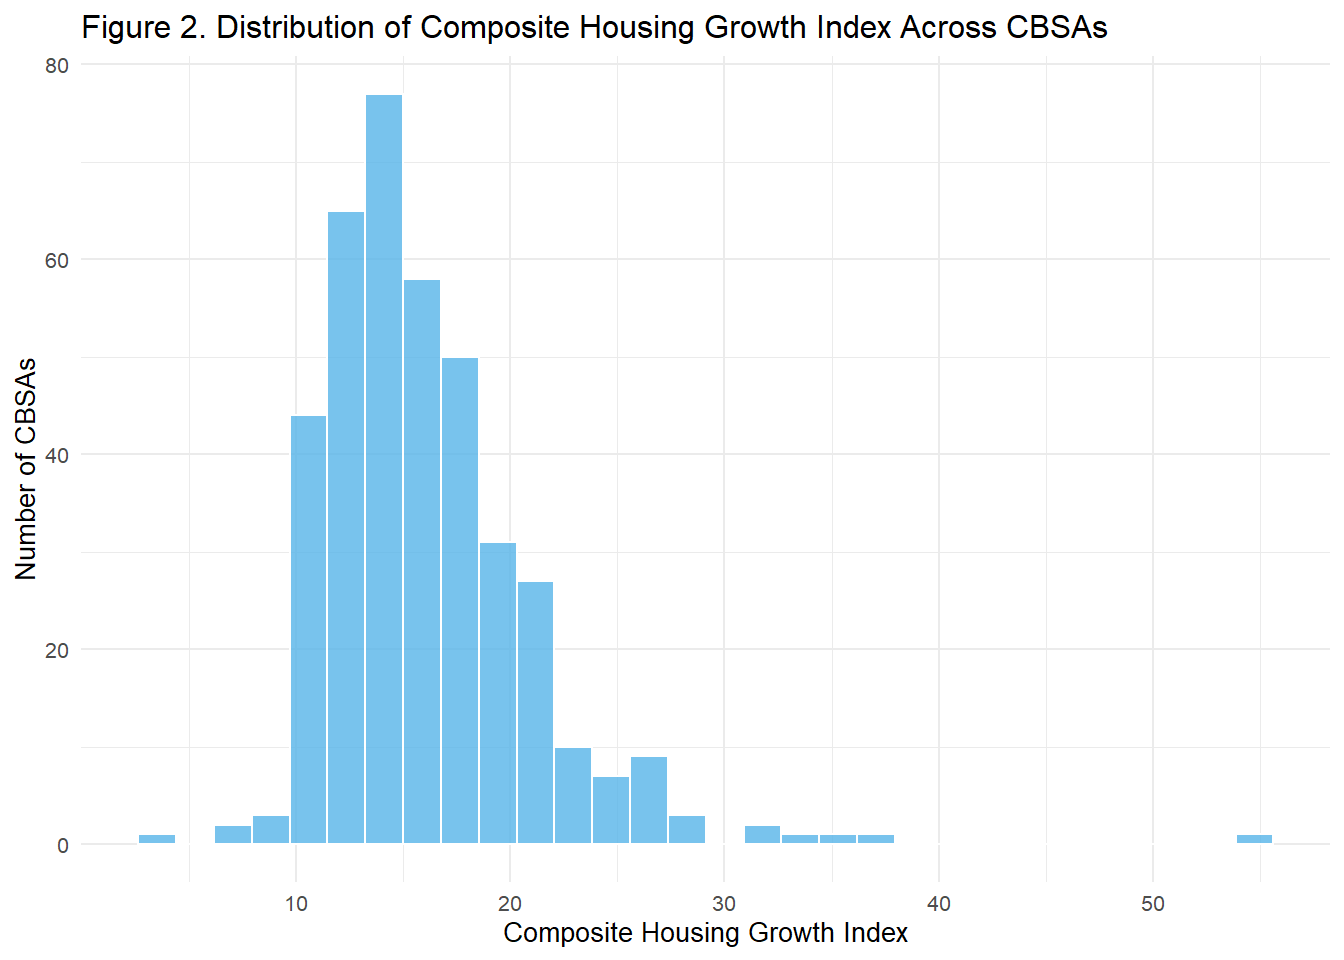 Figure 2. Distribution of Composite Housing Growth Index Across CBSAs
80
60
40
20
0
Number of CBSAs
10 20 30 40 50
Composite Housing Growth Index